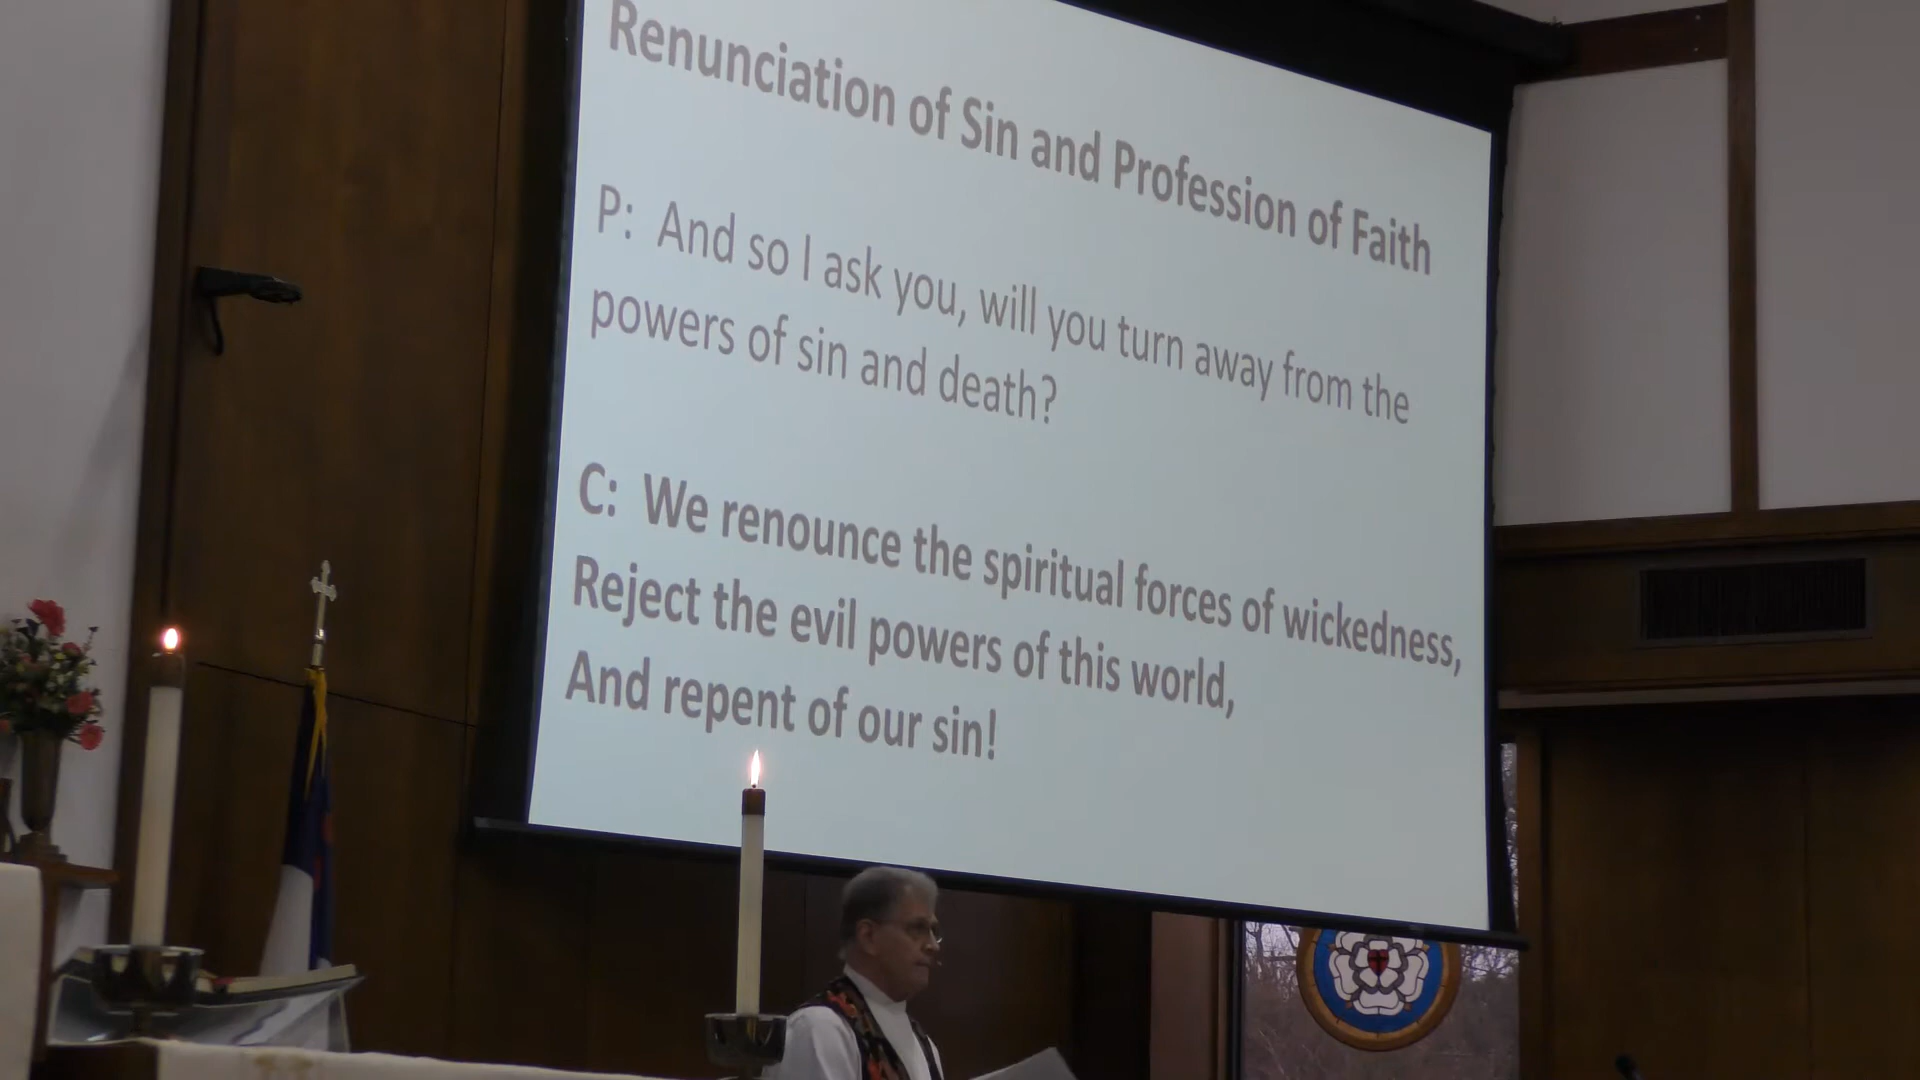 Renunciation of Sin and Profession of Faith
P: And so I ask you, will you turn away from the
powers of sin and death?
C: We renounce the spiritual forces of wickedness,
Reject the evil powers of this world,
And repent of our sin!